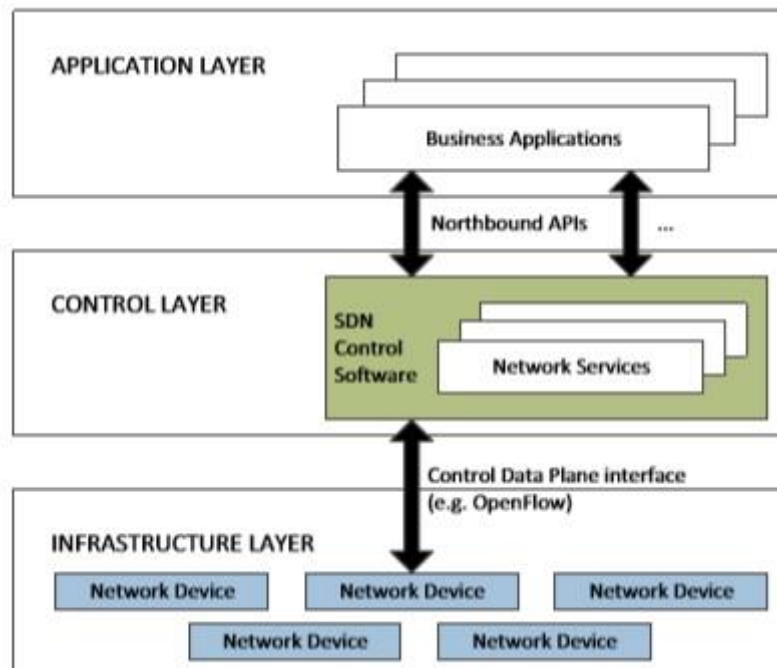 APPLICATION LAYER
Business Applications
Northbound APIs
...
CONTROL LAYER
SDN
Control
Software
Network Services
Control Data Plane interface
(e.g. OpenFlow)
INFRASTRUCTURE LAYER
Network Device
Network Device
Network Device
Network Device
Network Device